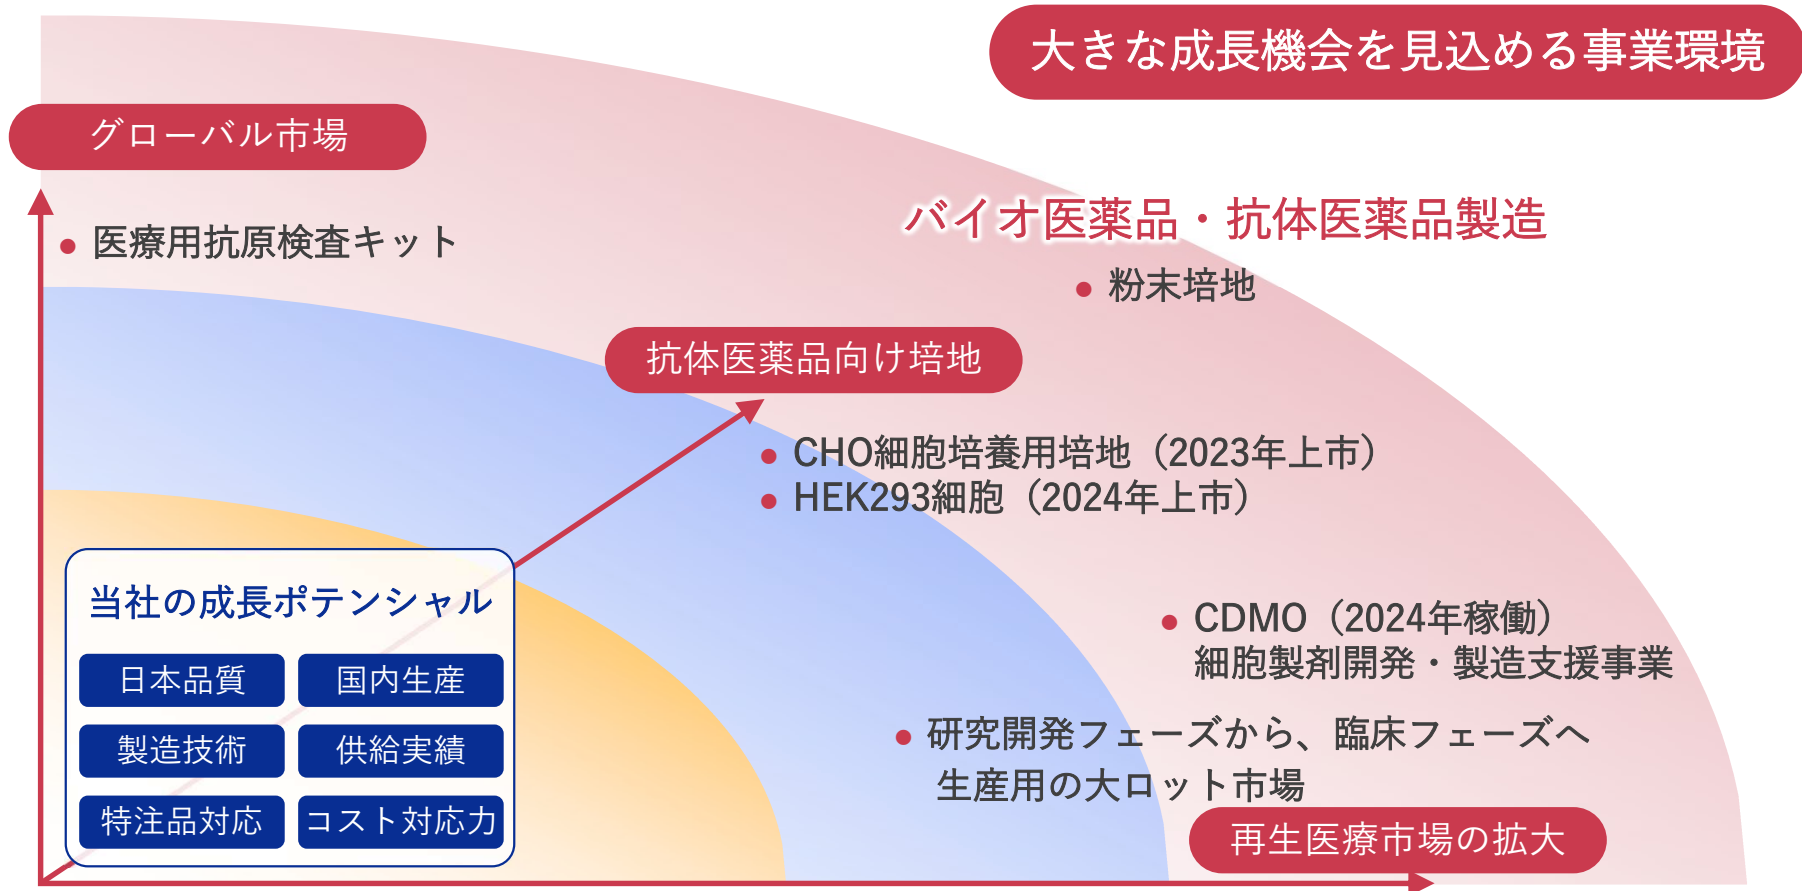 大きな成長機会を見込める事業環境
グローバル市場
バイオ医薬品・抗体医薬品製造
医療用抗原検査キット
粉末培地
抗体医薬品向け培地
CHO細胞培養用培地（2023年上市）
HEK293細胞（2024年上市）
当社の成長ポテンシャル
日本品質
国内生産
製造技術
供給実績
特注品対応
コスト対応力
CDMO（2024年稼働）
細胞製剤開発・製造支援事業
研究開発フェーズから、臨床フェーズへ
生産用の大ロット市場
再生医療市場の拡大